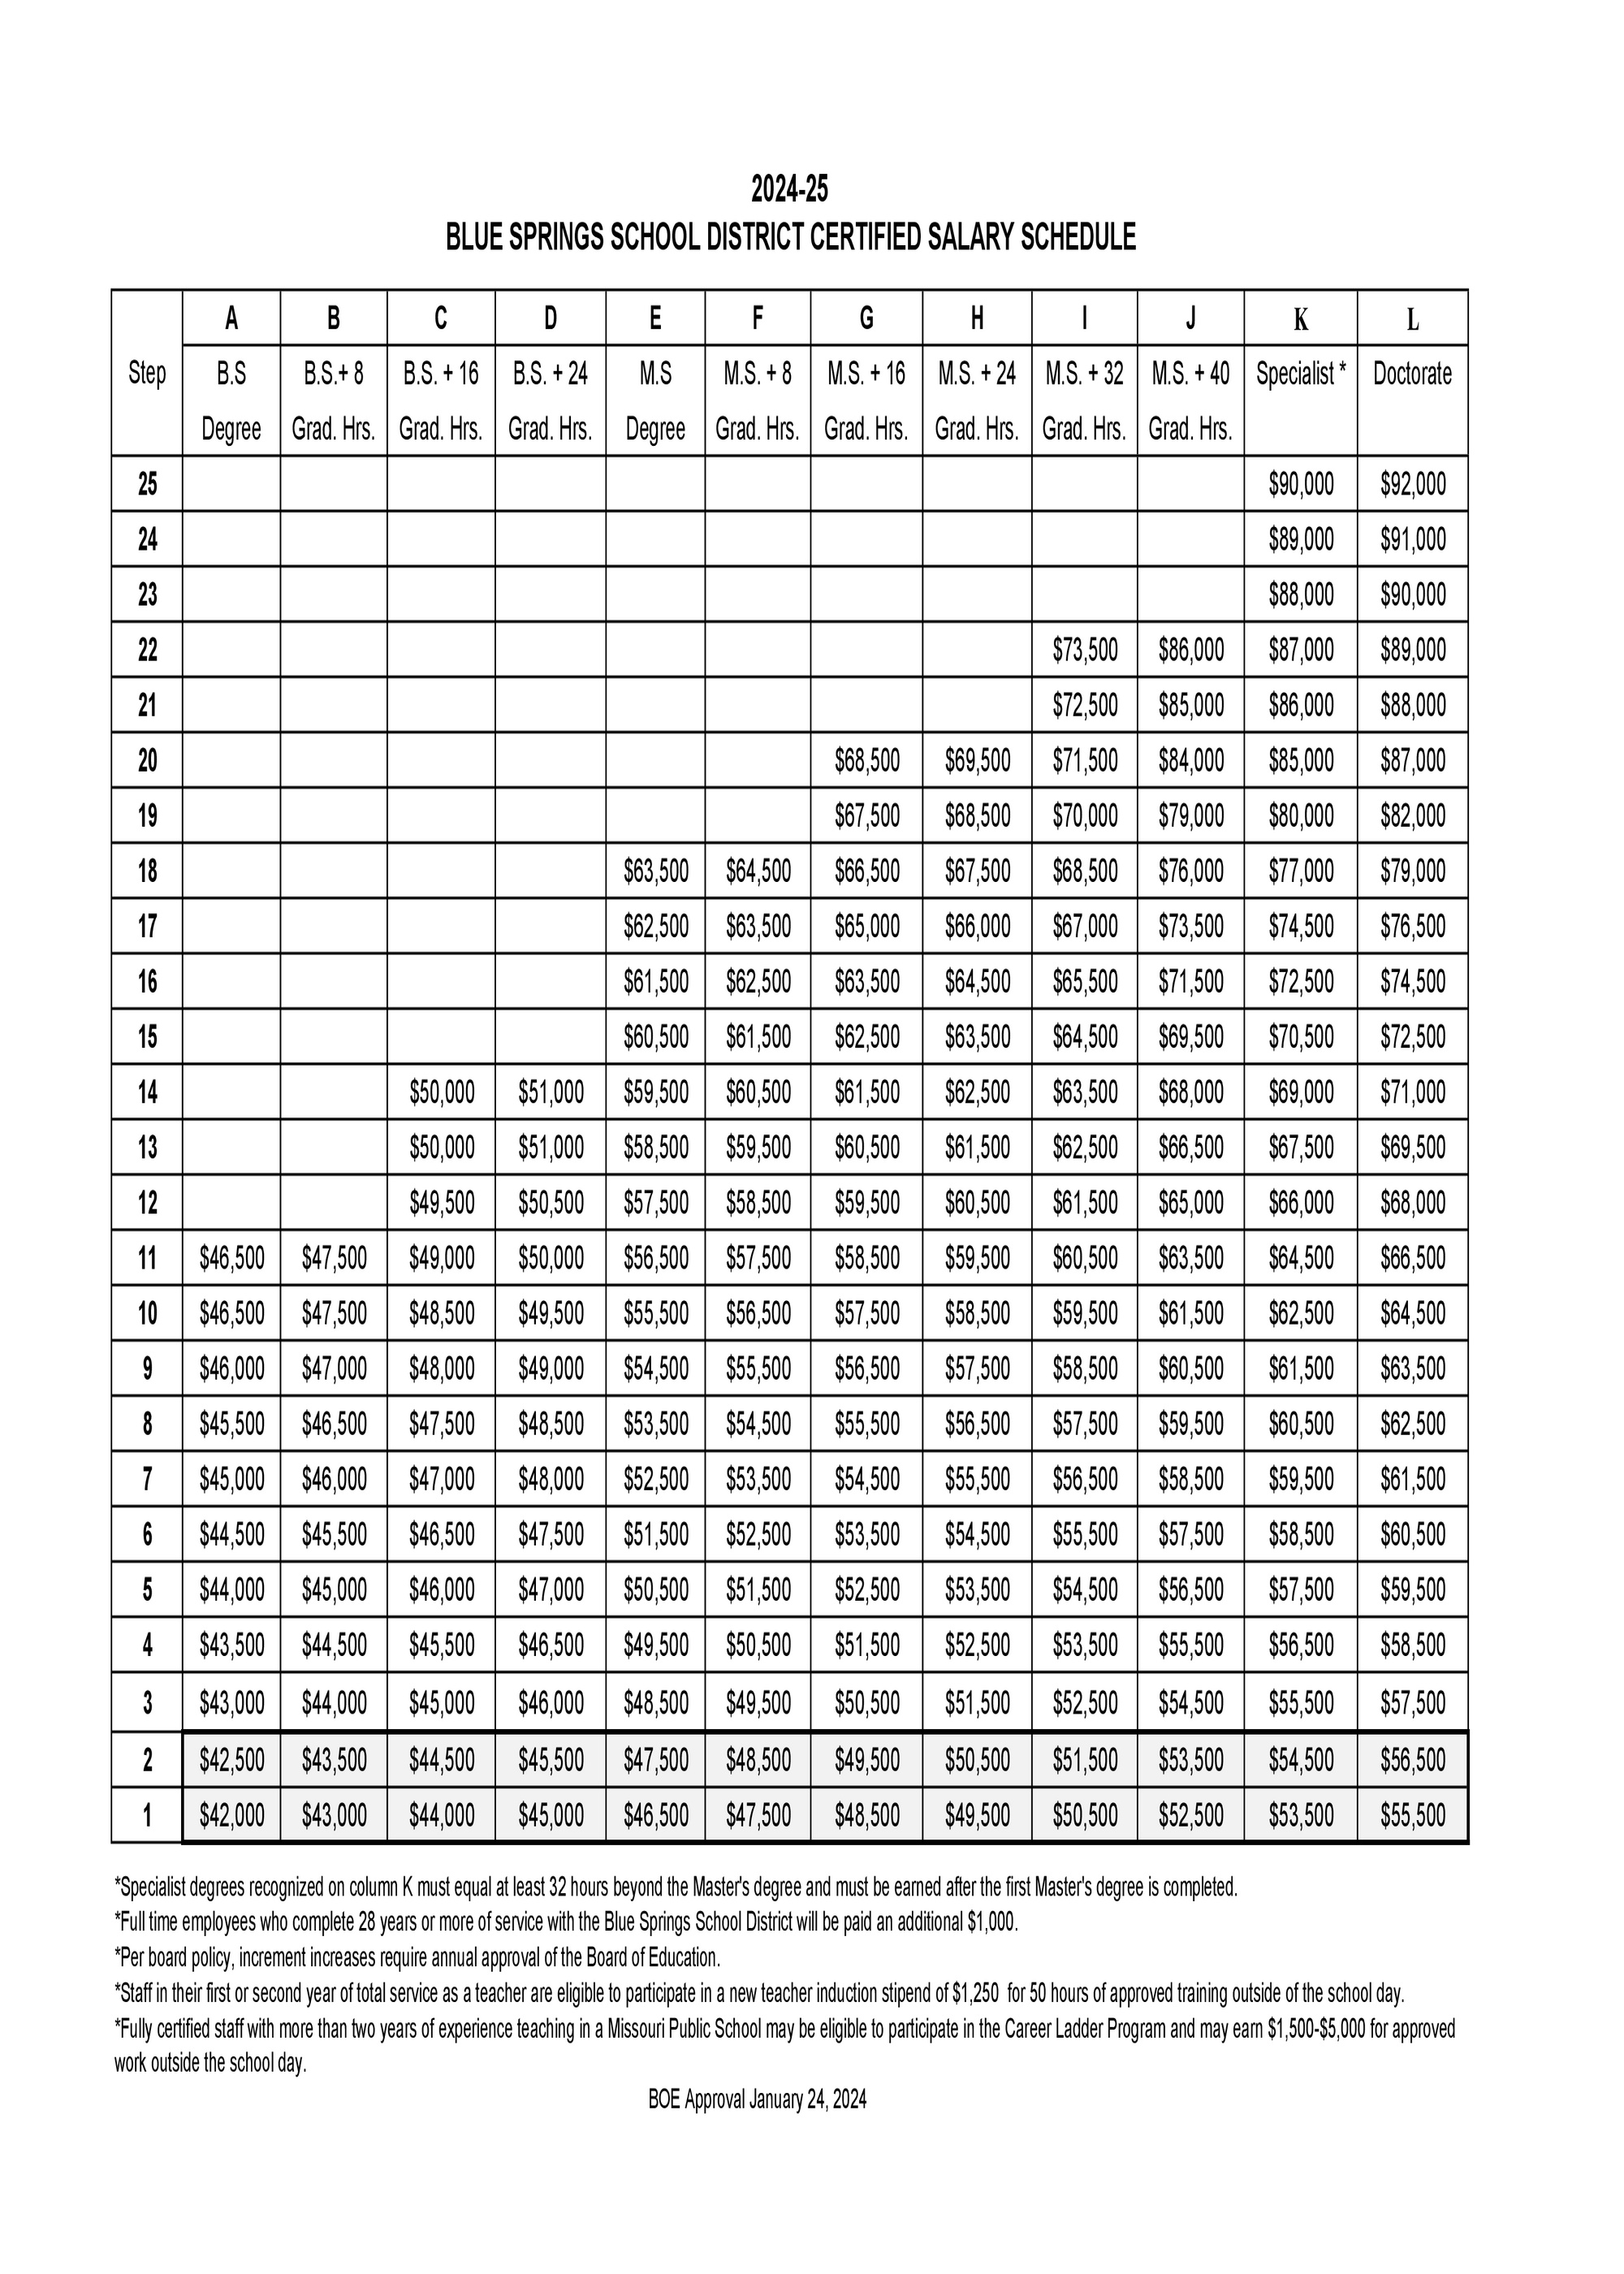 2024-25
BLUE SPRINGS SCHOOL DISTRICT CERTIFIED SALARY SCHEDULE
A B C D E F G H I J K L
Step B.S B.S.+ 8 B.S. + 16 B.S. + 24 M.S M.S. + 8 M.S. + 16 M.S. + 24 M.S. + 32 M.S. + 40 Specialist * Doctorate
Degree Grad. Hrs. Grad. Hrs. Grad. Hrs. Degree Grad. Hrs. Grad. Hrs. Grad. Hrs. Grad. Hrs. Grad. Hrs.
25 $90,000 $92,000
24 $89,000 $91,000
23 $88,000 $90,000
22 $73,500 $86,000 $87,000 $89,000
21 $72,500 $85,000 $86,000 $88,000
20 $68,500 $69,500 $71,500 $84,000 $85,000 $87,000
19 $67,500 $68,500 $70,000 $79,000 $80,000 $82,000
18 $63,500 $64,500 $66,500 $67,500 $68,500 $76,000 $77,000 $79,000
17 $62,500 $63,500 $65,000 $66,000 $67,000 $73,500 $74,500 $76,500
16 $61,500 $62,500 $63,500 $64,500 $65,500 $71,500 $72,500 $74,500
15 $60,500 $61,500 $62,500 $63,500 $64,500 $69,500 $70,500 $72,500
14 $50,000 $51,000 $59,500 $60,500 $61,500 $62,500 $63,500 $68,000 $69,000 $71,000
13 $50,000 $51,000 $58,500 $59,500 $60,500 $61,500 $62,500 $66,500 $67,500 $69,500
12 $49,500 $50,500 $57,500 $58,500 $59,500 $60,500 $61,500 $65,000 $66,000 $68,000
11 $46,500 $47,500 $49,000 $50,000 $56,500 $57,500 $58,500 $59,500 $60,500 $63,500 $64,500 $66,500
10 $46,500 $47,500 $48,500 $49,500 $55,500 $56,500 $57,500 $58,500 $59,500 $61,500 $62,500 $64,500
9 $46,000 $47,000 $48,000 $49,000 $54,500 $55,500 $56,500 $57,500 $58,500 $60,500 $61,500 $63,500
8 $45,500 $46,500 $47,500 $48,500 $53,500 $54,500 $55,500 $56,500 $57,500 $59,500 $60,500 $62,500
7 $45,000 $46,000 $47,000 $48,000 $52,500 $53,500 $54,500 $55,500 $56,500 $58,500 $59,500 $61,500
6 $44,500 $45,500 $46,500 $47,500 $51,500 $52,500 $53,500 $54,500 $55,500 $57,500 $58,500 $60,500
5 $44,000 $45,000 $46,000 $47,000 $50,500 $51,500 $52,500 $53,500 $54,500 $56,500 $57,500 $59,500
4 $43,500 $44,500 $45,500 $46,500 $49,500 $50,500 $51,500 $52,500 $53,500 $55,500 $56,500 $58,500
3 $43,000 $44,000 $45,000 $46,000 $48,500 $49,500 $50,500 $51,500 $52,500 $54,500 $55,500 $57,500
2 $42,500 $43,500 $44,500 $45,500 $47,500 $48,500 $49,500 $50,500 $51,500 $53,500 $54,500 $56,500
1 $42,000 $43,000 $44,000 $45,000 $46,500 $47,500 $48,500 $49,500 $50,500 $52,500 $53,500 $55,500
*Specialist degrees recognized on column K must equal at least 32 hours beyond the Master's degree and must be earned after the first Master's degree is completed.
*Full time employees who complete 28 years or more of service with the Blue Springs School District will be paid an additional $1,000.
*Per board policy, increment increases require annual approval of the Board of Education.
*Staff in their first or second year of total service as a teacher are eligible to participate in a new teacher induction stipend of $1,250 for 50 hours of approved training outside of the school day.
*Fully certified staff with more than two years of experience teaching in a Missouri Public School may be eligible to participate in the Career Ladder Program and may earn $1,500-$5,000 for approved
work outside the school day.
BOE Approval January 24, 2024